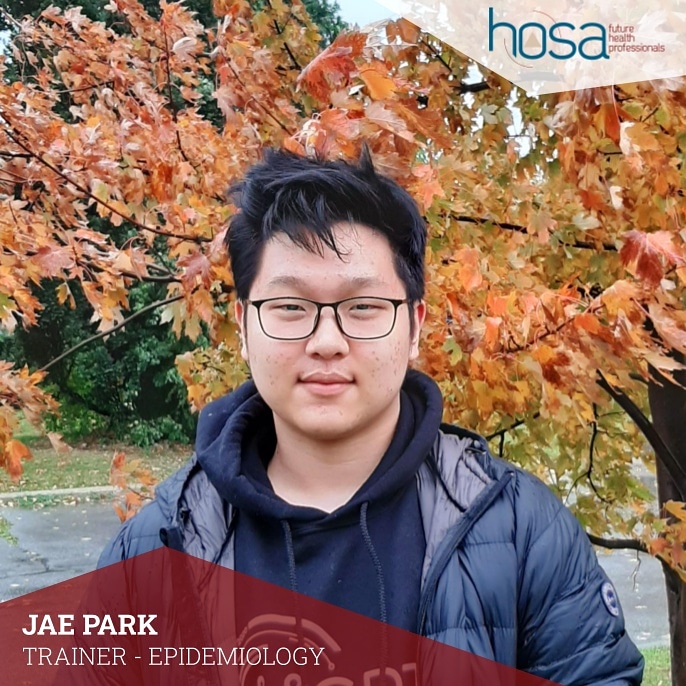 hosa
future
health
professionals
JAE PARK
TRAINER - EPIDEMIOLOGY